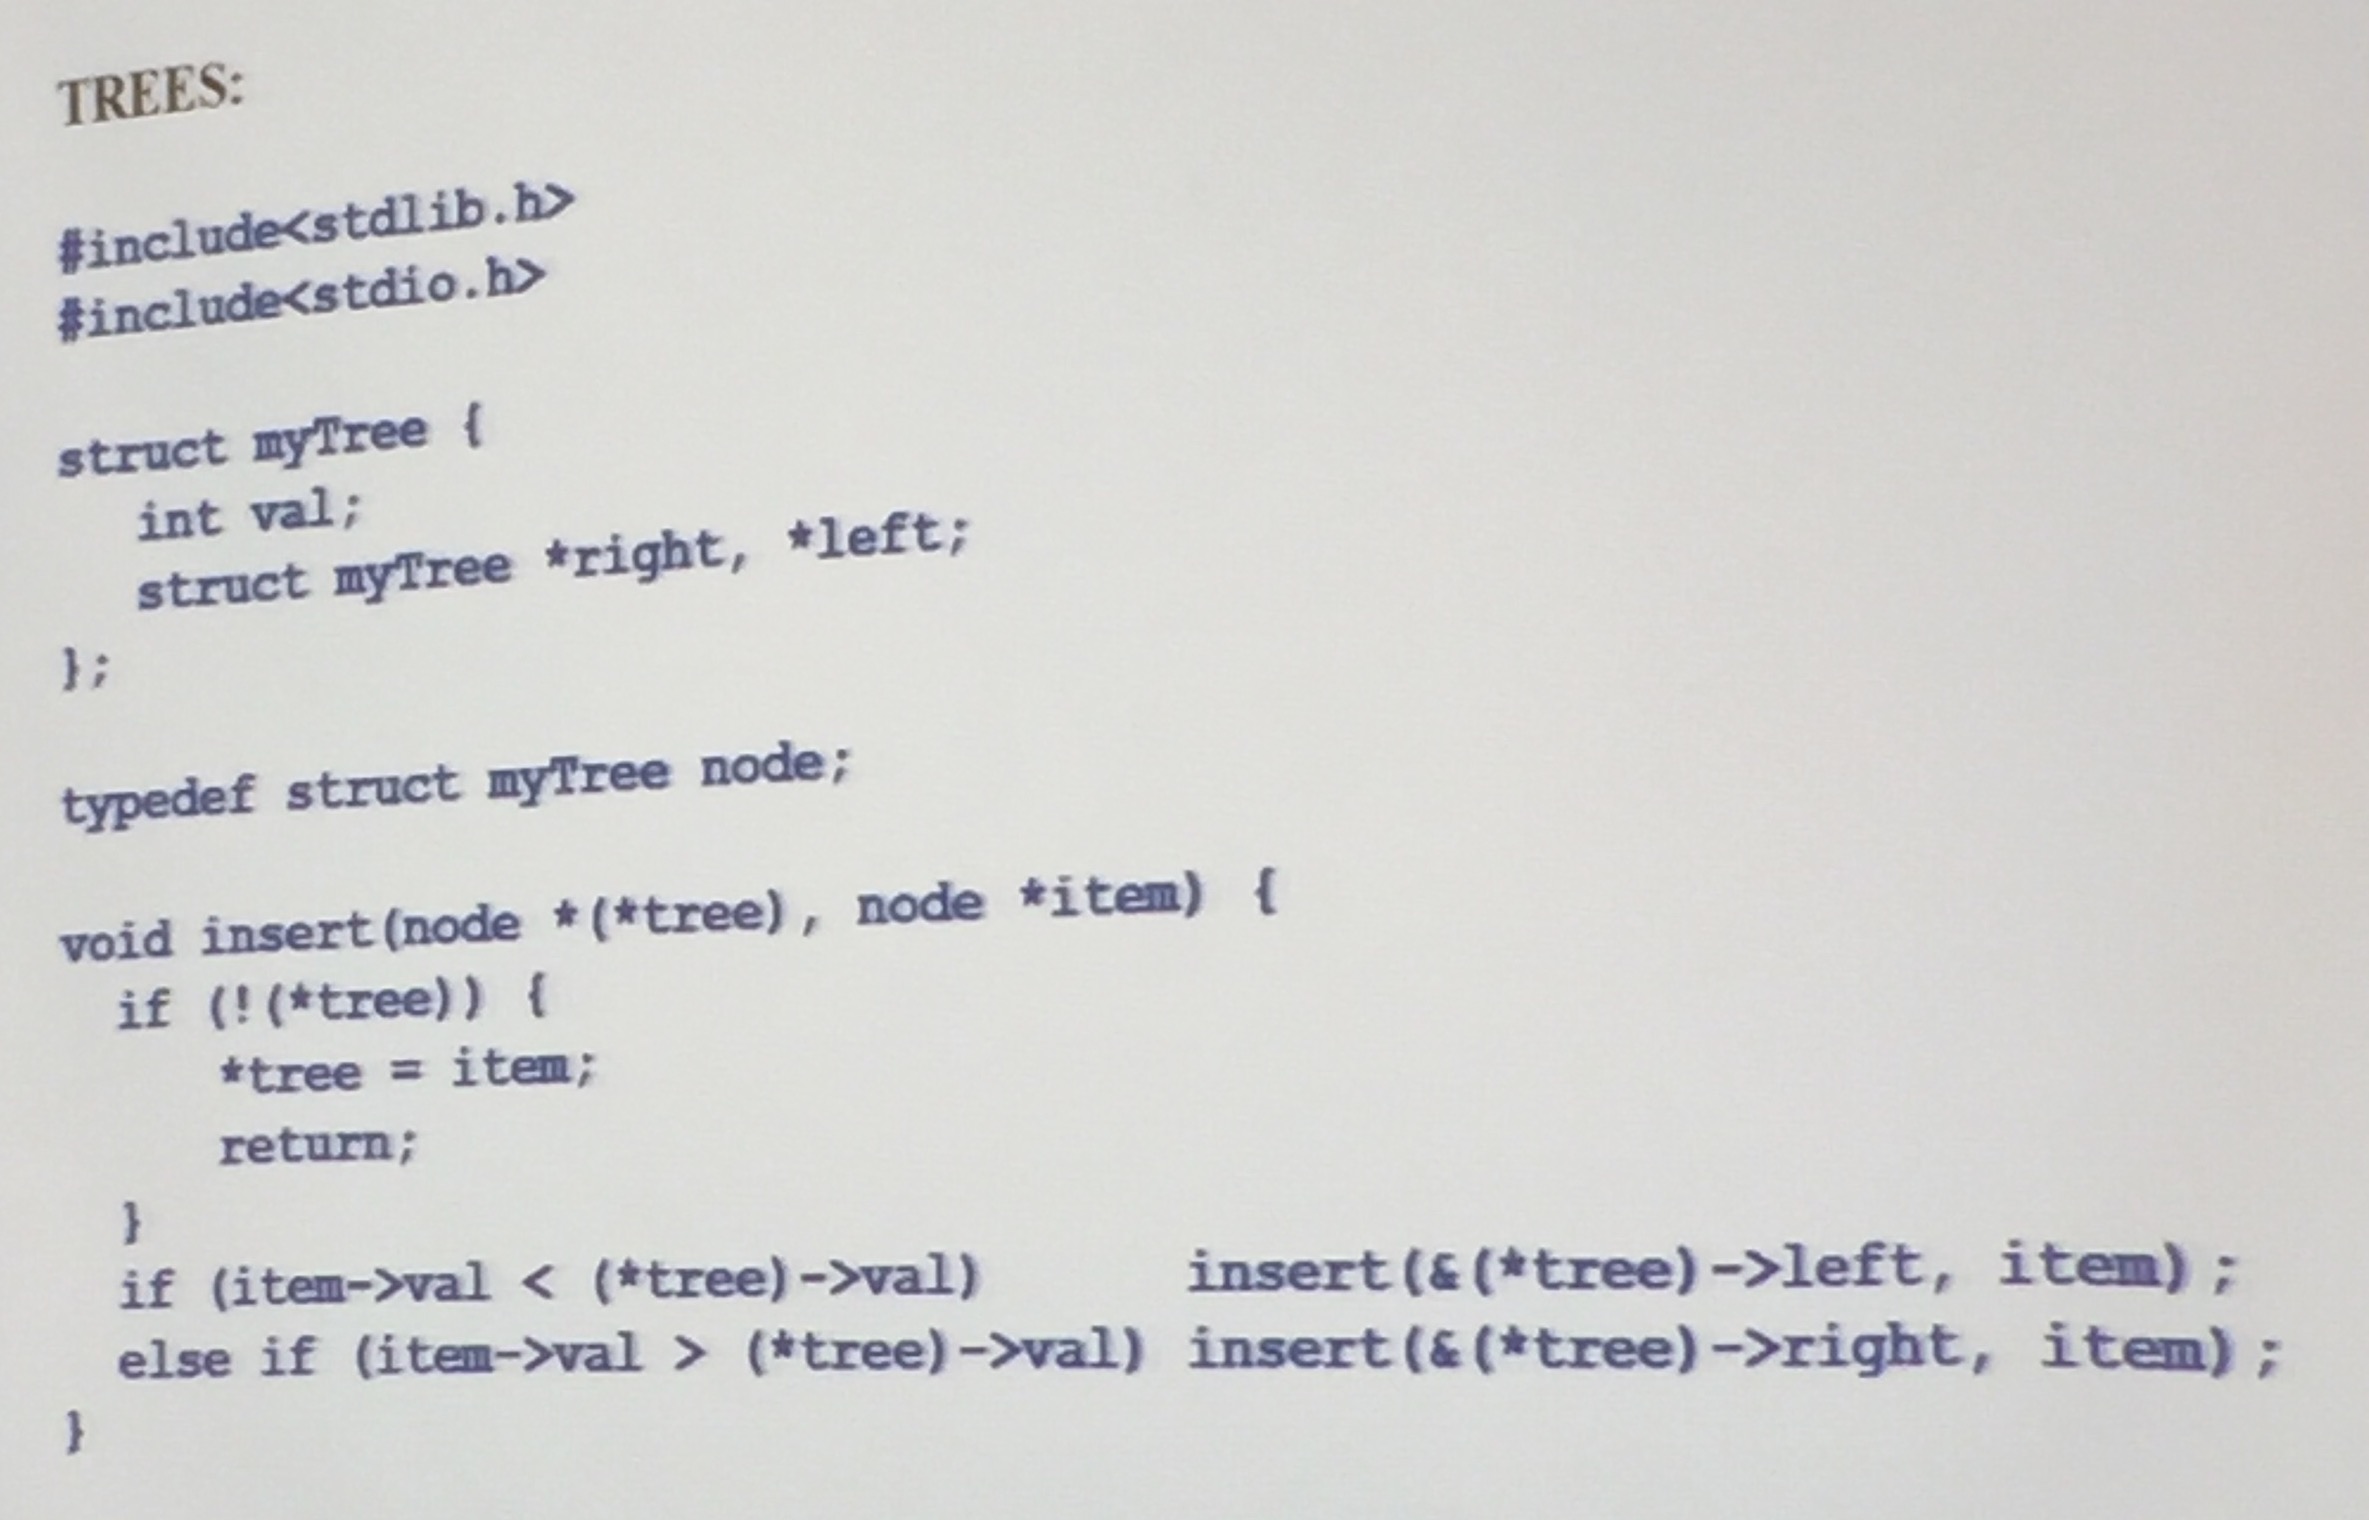 TREES:
#include<stdlib.h>
#include<stdio.h>
struct myTree {
int val;
struct myTree *right, *left;
};
typedef struct myTree node;
void insert(node *(*tree), node *item) {
if (!(*tree)) {
*tree = item;
return;
}
if (item->val < (*tree)->val) insert(&(*tree)->left, item);
else if (item->val > (*tree)->val) insert(&(*tree)->right, item);
}